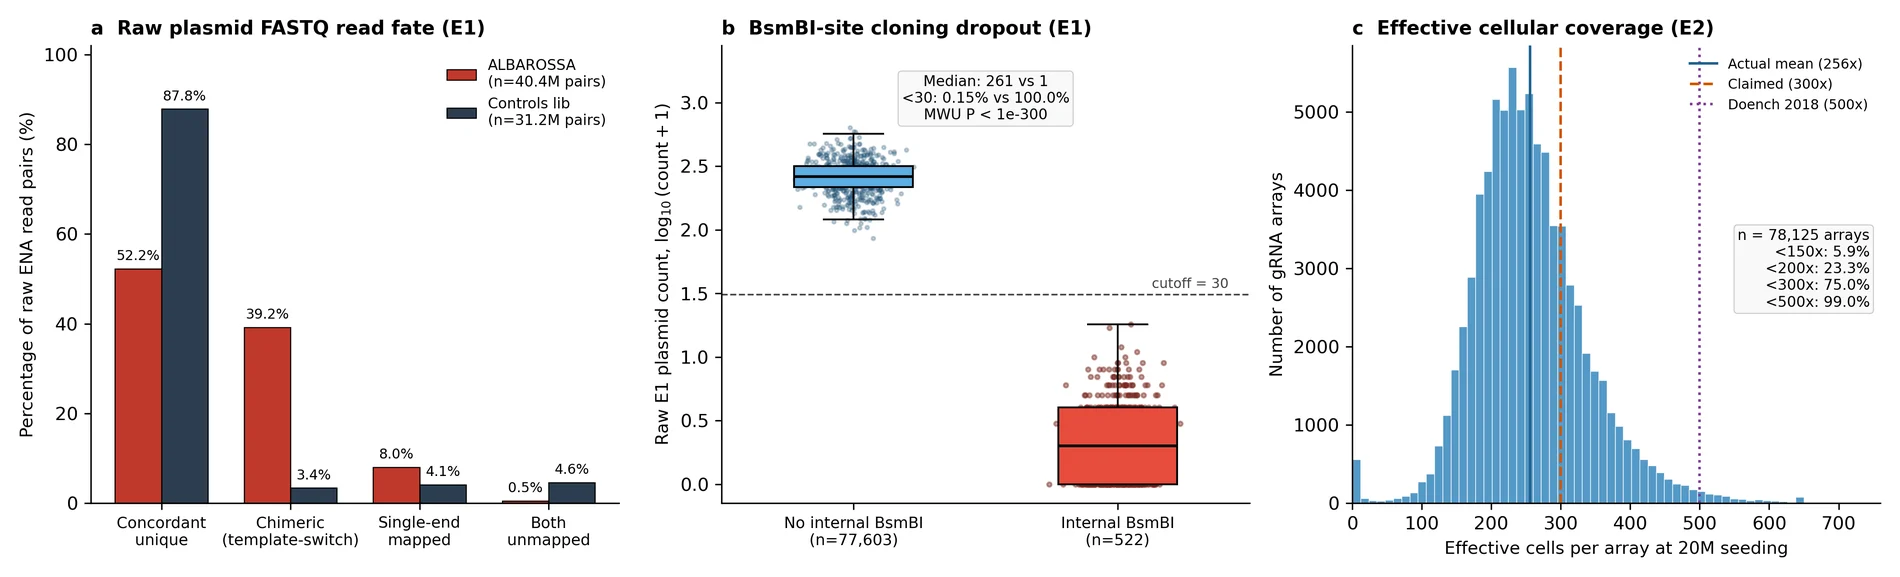 a Raw plasmid FASTQ read fate (E1)
Percentage of raw ENA read pairs (%)
100
80
60
40
20
0
ALBAROSSA
(n=40.4M pairs)
Controls lib
(n=31.2M pairs)
52.2%
87.8%
39.2%
3.4%
8.0%
4.1%
0.5%
4.6%
Concordant
unique
Chimeric
(template-switch)
Single-end
mapped
Both
unmapped
b BsmBI-site cloning dropout (E1)
Raw E1 plasmid count, log10 (count + 1)
3.0
2.5
2.0
1.5
1.0
0.5
0.0
Median: 261 vs 1
<30: 0.15% vs 100.0%
MWU P < 1e-300
cutoff = 30
No internal BsmBI
(n=77,603)
Internal BsmBI
(n=522)
c Effective cellular coverage (E2)
Number of gRNA arrays
5000
4000
3000
2000
1000
0
Actual mean (256x)
Claimed (300x)
Doench 2018 (500x)
n = 78,125 arrays
<150x: 5.9%
<200x: 23.3%
<300x: 75.0%
<500x: 99.0%
0
100
200
300
400
500
600
700
Effective cells per array at 20M seeding